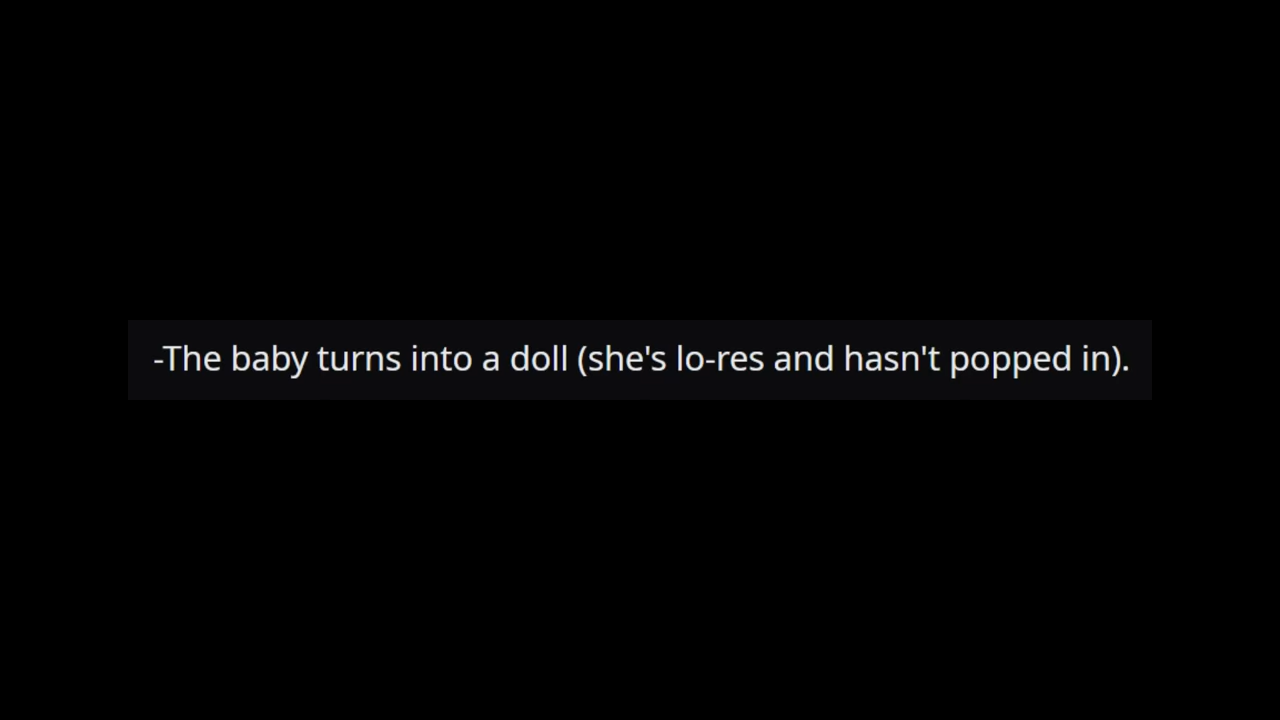 -The baby turns into a doll (she's lo-res and hasn't popped in).